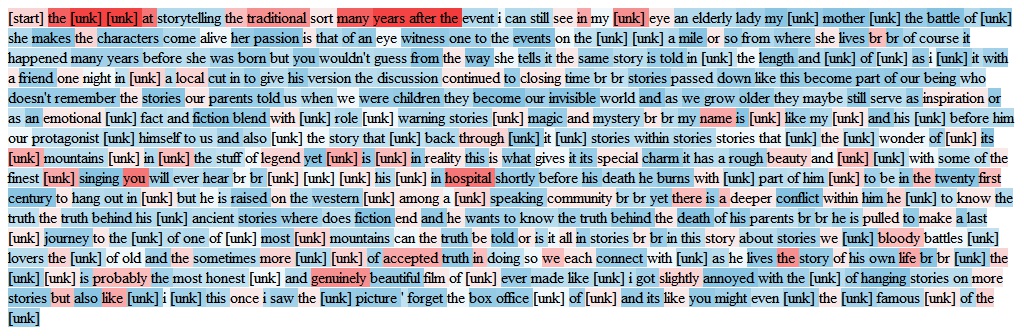 [start] the [unk] [unk] at storytelling the traditional sort many years after the event i can still see in my [unk] eye an elderly lady my [unk] mother [unk] the battle of [unk]
she makes the characters come alive her passion is that of an eye witness one to the events on the [unk] [unk] a mile or so from where she lives br br of course it
happened many years before she was born but you wouldn't guess from the way she tells it the same story is told in [unk] the length and [unk] of [unk] as i [unk] it with
a friend one night in [unk] a local cut in to give his version the discussion continued to closing time br br stories passed down like this become part of our being who
doesn't remember the stories our parents told us when we were children they become our invisible world and as we grow older they maybe still serve as inspiration or
as an emotional [unk] fact and fiction blend with [unk] role [unk] warning stories [unk] magic and mystery br br my name is [unk] like my [unk] and his [unk] before him
our protagonist [unk] himself to us and also [unk] the story that [unk] back through [unk] it [unk] stories within stories stories that [unk] the [unk] wonder of [unk] its
[unk] mountains [unk] in [unk] the stuff of legend yet [unk] is [unk] in reality this is what gives it its special charm it has a rough beauty and [unk] [unk] with some of the
finest [unk] singing you will ever hear br br [unk] [unk] [unk] his [unk] in hospital shortly before his death he burns with [unk] part of him [unk] to be in the twenty first
century to hang out in [unk] but he is raised on the western [unk] among a [unk] speaking community br br yet there is a deeper conflict within him he [unk] to know the
truth the truth behind his [unk] ancient stories where does fiction end and he wants to know the truth behind the death of his parents br br he is pulled to make a last
[unk] journey to the [unk] of one of [unk] most [unk] mountains can the truth be told or is it all in stories br br in this story about stories we [unk] bloody battles [unk]
lovers the [unk] of old and the sometimes more [unk] [unk] of accepted truth in doing so we each connect with [unk] as he lives the story of his own life br br [unk] the
[unk] [unk] is probably the most honest [unk] and genuinely beautiful film of [unk] ever made like [unk] i got slightly annoyed with the [unk] of hanging stories on more
stories but also like [unk] i [unk] this once i saw the [unk] picture ' forget the box office [unk] of [unk] and its like you might even [unk] the [unk] famous [unk] of the
[unk]